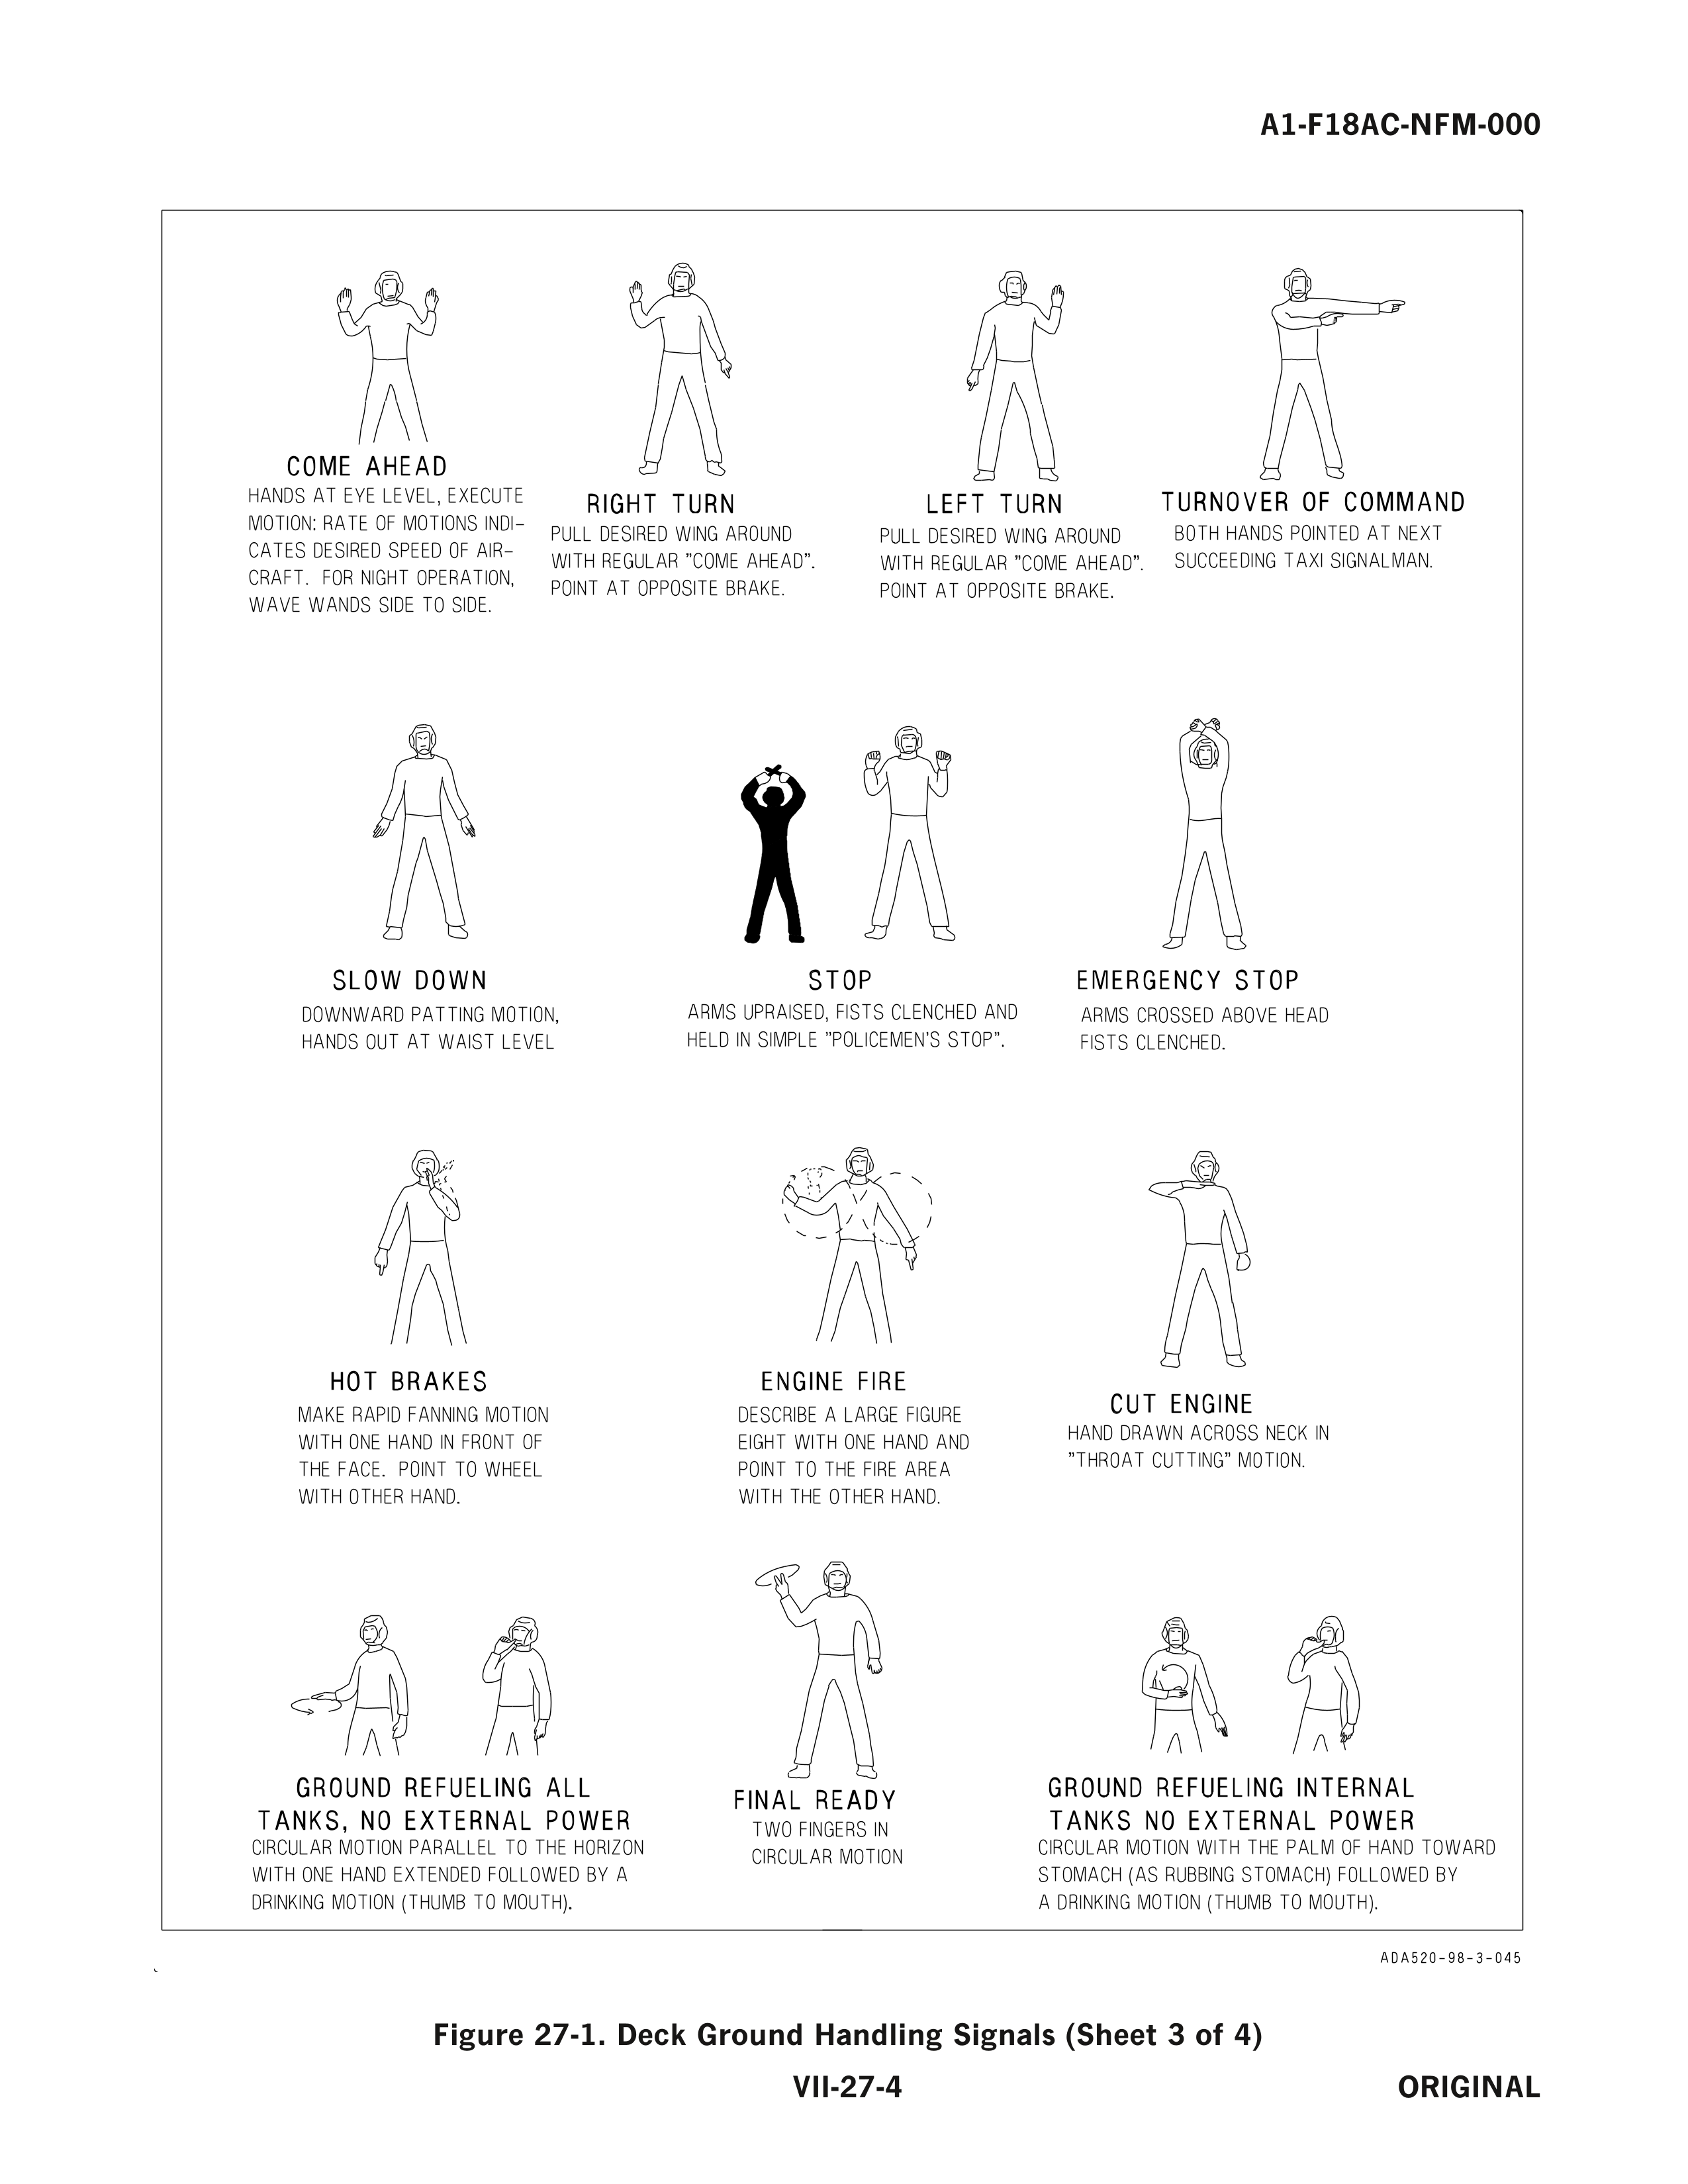 A1-F18AC-NFM-000
COME AHEAD
HANDS AT EYE LEVEL, EXECUTE
MOTION: RATE OF MOTIONS INDI-
CATES DESIRED SPEED OF AIR-
CRAFT. FOR NIGHT OPERATION,
WAVE WANDS SIDE TO SIDE.
RIGHT TURN
PULL DESIRED WING AROUND
WITH REGULAR "COME AHEAD".
POINT AT OPPOSITE BRAKE.
LEFT TURN
PULL DESIRED WING AROUND
WITH REGULAR "COME AHEAD".
POINT AT OPPOSITE BRAKE.
TURNOVER OF COMMAND
BOTH HANDS POINTED AT NEXT
SUCCEEDING TAXI SIGNALMAN.
SLOW DOWN
DOWNWARD PATTING MOTION,
HANDS OUT AT WAIST LEVEL
STOP
ARMS UPRAISED, FISTS CLENCHED AND
HELD IN SIMPLE "POLICEMEN'S STOP".
EMERGENCY STOP
ARMS CROSSED ABOVE HEAD
FISTS CLENCHED.
HOT BRAKES
MAKE RAPID FANNING MOTION
WITH ONE HAND IN FRONT OF
THE FACE. POINT TO WHEEL
WITH OTHER HAND.
ENGINE FIRE
DESCRIBE A LARGE FIGURE
EIGHT WITH ONE HAND AND
POINT TO THE FIRE AREA
WITH THE OTHER HAND.
CUT ENGINE
HAND DRAWN ACROSS NECK IN
"THROAT CUTTING" MOTION.
GROUND REFUELING ALL
TANKS, NO EXTERNAL POWER
CIRCULAR MOTION PARALLEL TO THE HORIZON
WITH ONE HAND EXTENDED FOLLOWED BY A
DRINKING MOTION (THUMB TO MOUTH).
FINAL READY
TWO FINGERS IN
CIRCULAR MOTION
GROUND REFUELING INTERNAL
TANKS NO EXTERNAL POWER
CIRCULAR MOTION WITH THE PALM OF HAND TOWARD
STOMACH (AS RUBBING STOMACH) FOLLOWED BY
A DRINKING MOTION (THUMB TO MOUTH).
ADA520-98-3-045
Figure 27-1. Deck Ground Handling Signals (Sheet 3 of 4)
VII-27-4
ORIGINAL